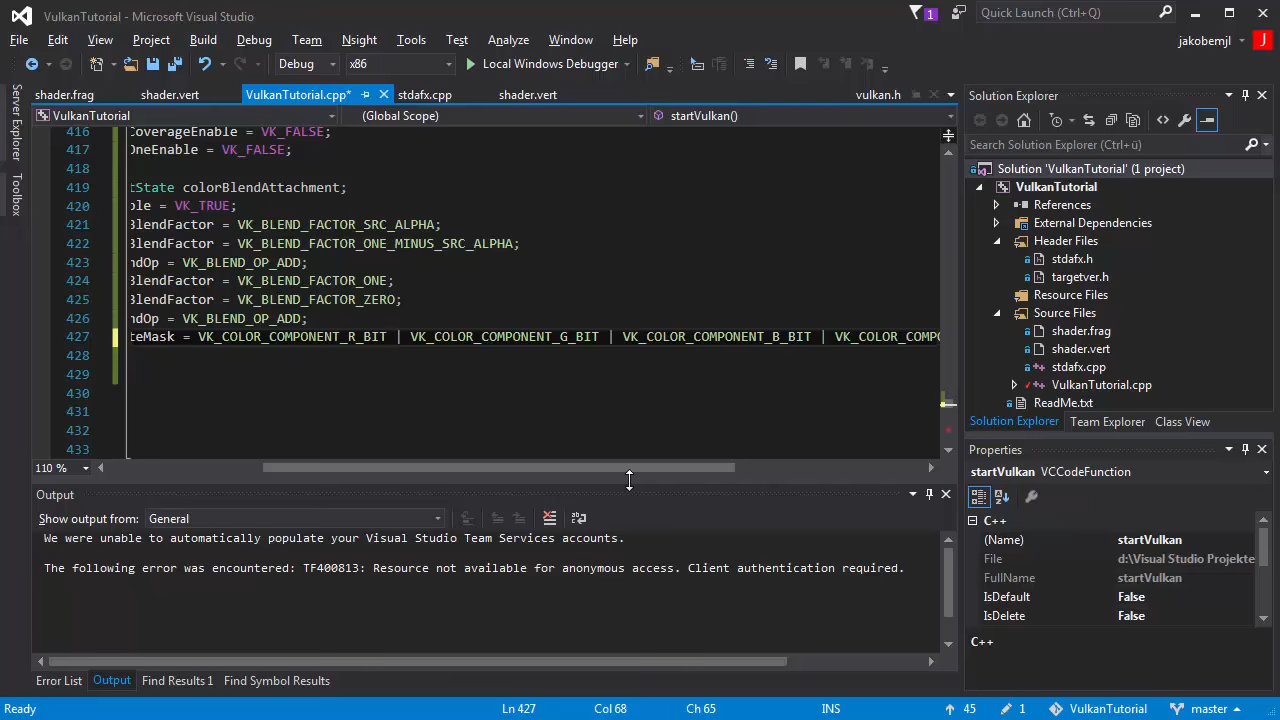 VulkanTutorial - Microsoft Visual Studio
1
Quick Launch (Ctrl+Q)
File Edit View Project Build Debug Team Nsight Tools Test Analyze Window Help
jakobemjl J
Debug x86 Local Windows Debugger
shader.frag shader.vert VulkanTutorial.cpp* stdafx.cpp shader.vert vulkan.h
VulkanTutorial (Global Scope) startVulkan()
Server Explorer
Toolbox
416 CoverageEnable = VK_FALSE;
417 OneEnable = VK_FALSE;
418
419 tState colorBlendAttachment;
420 ble = VK_TRUE;
421 BlendFactor = VK_BLEND_FACTOR_SRC_ALPHA;
422 BlendFactor = VK_BLEND_FACTOR_ONE_MINUS_SRC_ALPHA;
423 ndOp = VK_BLEND_OP_ADD;
424 BlendFactor = VK_BLEND_FACTOR_ONE;
425 BlendFactor = VK_BLEND_FACTOR_ZERO;
426 ndOp = VK_BLEND_OP_ADD;
427 teMask = VK_COLOR_COMPONENT_R_BIT | VK_COLOR_COMPONENT_G_BIT | VK_COLOR_COMPONENT_B_BIT | VK_COLOR_COMPO
428
429
430
431
432
433
110 %
Output
Show output from: General
We were unable to automatically populate your Visual Studio Team Services accounts.
The following error was encountered: TF400813: Resource not available for anonymous access. Client authentication required.
Error List Output Find Results 1 Find Symbol Results
Solution Explorer
Search Solution Explorer (Ctrl+ü)
Solution 'VulkanTutorial' (1 project)
VulkanTutorial
References
External Dependencies
Header Files
stdafx.h
targetver.h
Resource Files
Source Files
shader.frag
shader.vert
stdafx.cpp
VulkanTutorial.cpp
ReadMe.txt
Solution Explorer Team Explorer Class View
Properties
startVulkan VCCodeFunction
C++
(Name) startVulkan
File d:\Visual Studio Projekte
FullName startVulkan
IsDefault False
IsDelete False
C++
Ready Ln 427 Col 68 Ch 65 INS 45 1 VulkanTutorial master